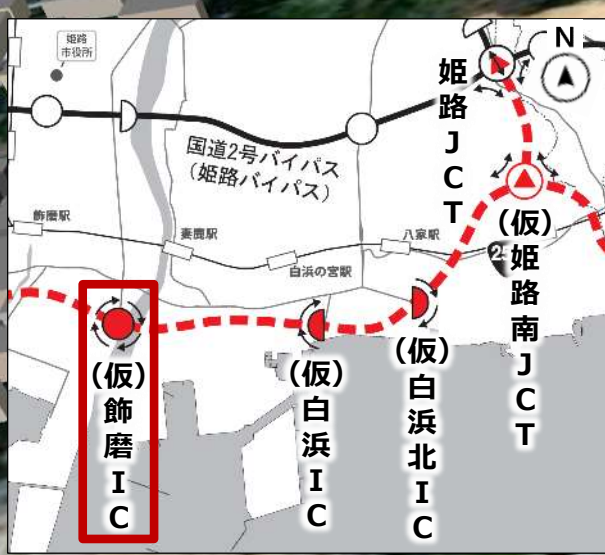 姫路
市役所
N
姫路JCT
国道2号バイパス
(姫路バイパス)
飾磨駅
妻鹿駅
白浜の宮駅
八家駅
(仮)姫路南JCT
(仮)飾磨IC
(仮)白浜IC
(仮)白浜北IC